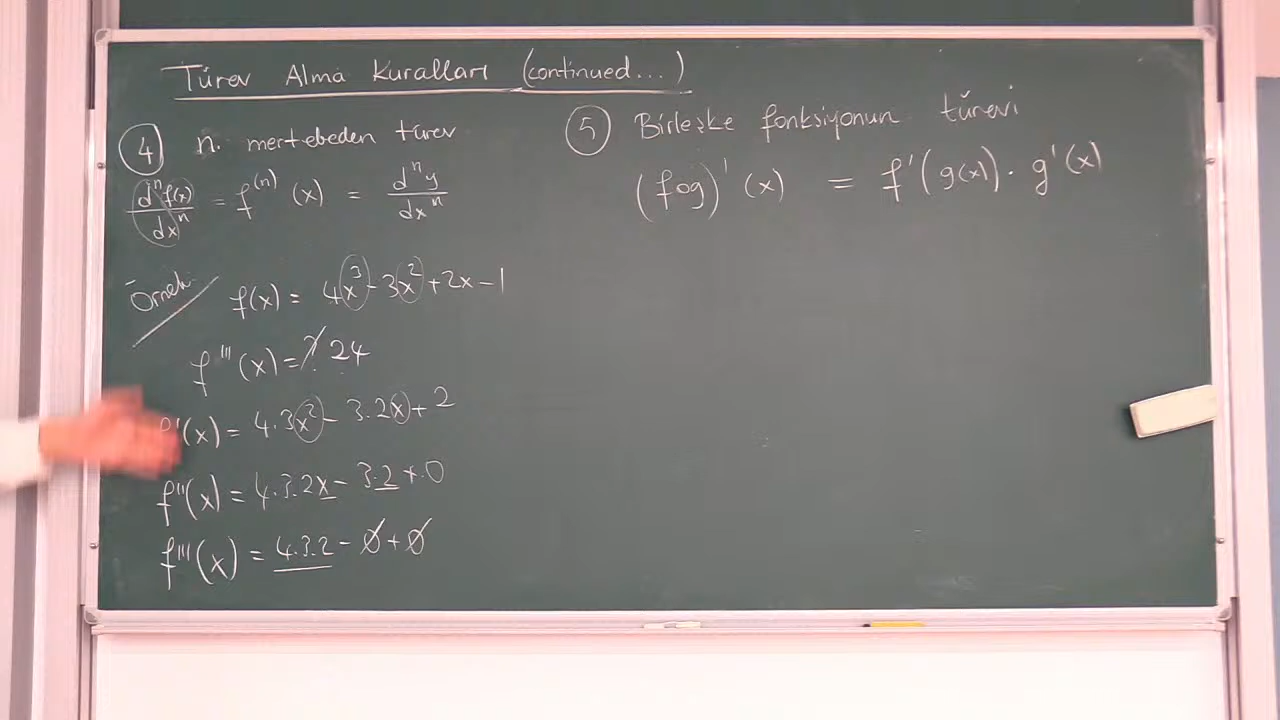 Türev Alma Kuralları (continued...)
4 n. mertebeden türev
dⁿf(x)/dxⁿ = f⁽ⁿ⁾(x) = dⁿy/dxⁿ
Örnek
f(x) = 4x³ - 3x² + 2x - 1
f'''(x) = ? 24
f'(x) = 4.3x² - 3.2x + 2
f''(x) = 4.3.2x - 3.2 + 0
f'''(x) = 4.3.2 - 0 + 0
5 Birleşke fonksiyonun türevi
(fog)'(x) = f'(g(x)) . g'(x)